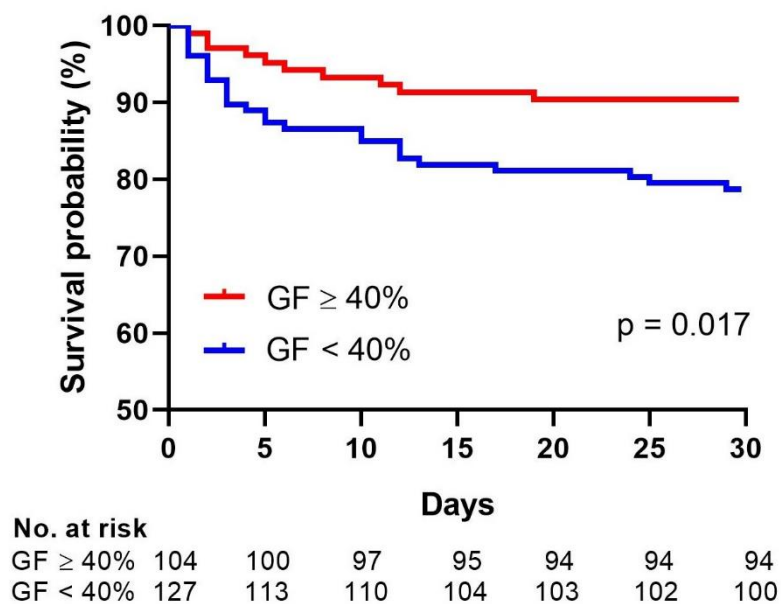 Survival probability (%)
100
90
80
70
60
50
GF ≥ 40%
GF < 40%
p = 0.017
0 5 10 15 20 25 30
Days
No. at risk
GF ≥ 40% 104 100 97 95 94 94 94
GF < 40% 127 113 110 104 103 102 100